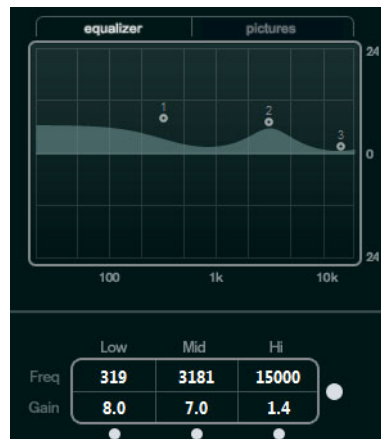 equalizer pictures
24
1
2
3
0
24
100 1k 10k
Low Mid Hi
Freq 319 3181 15000
Gain 8.0 7.0 1.4